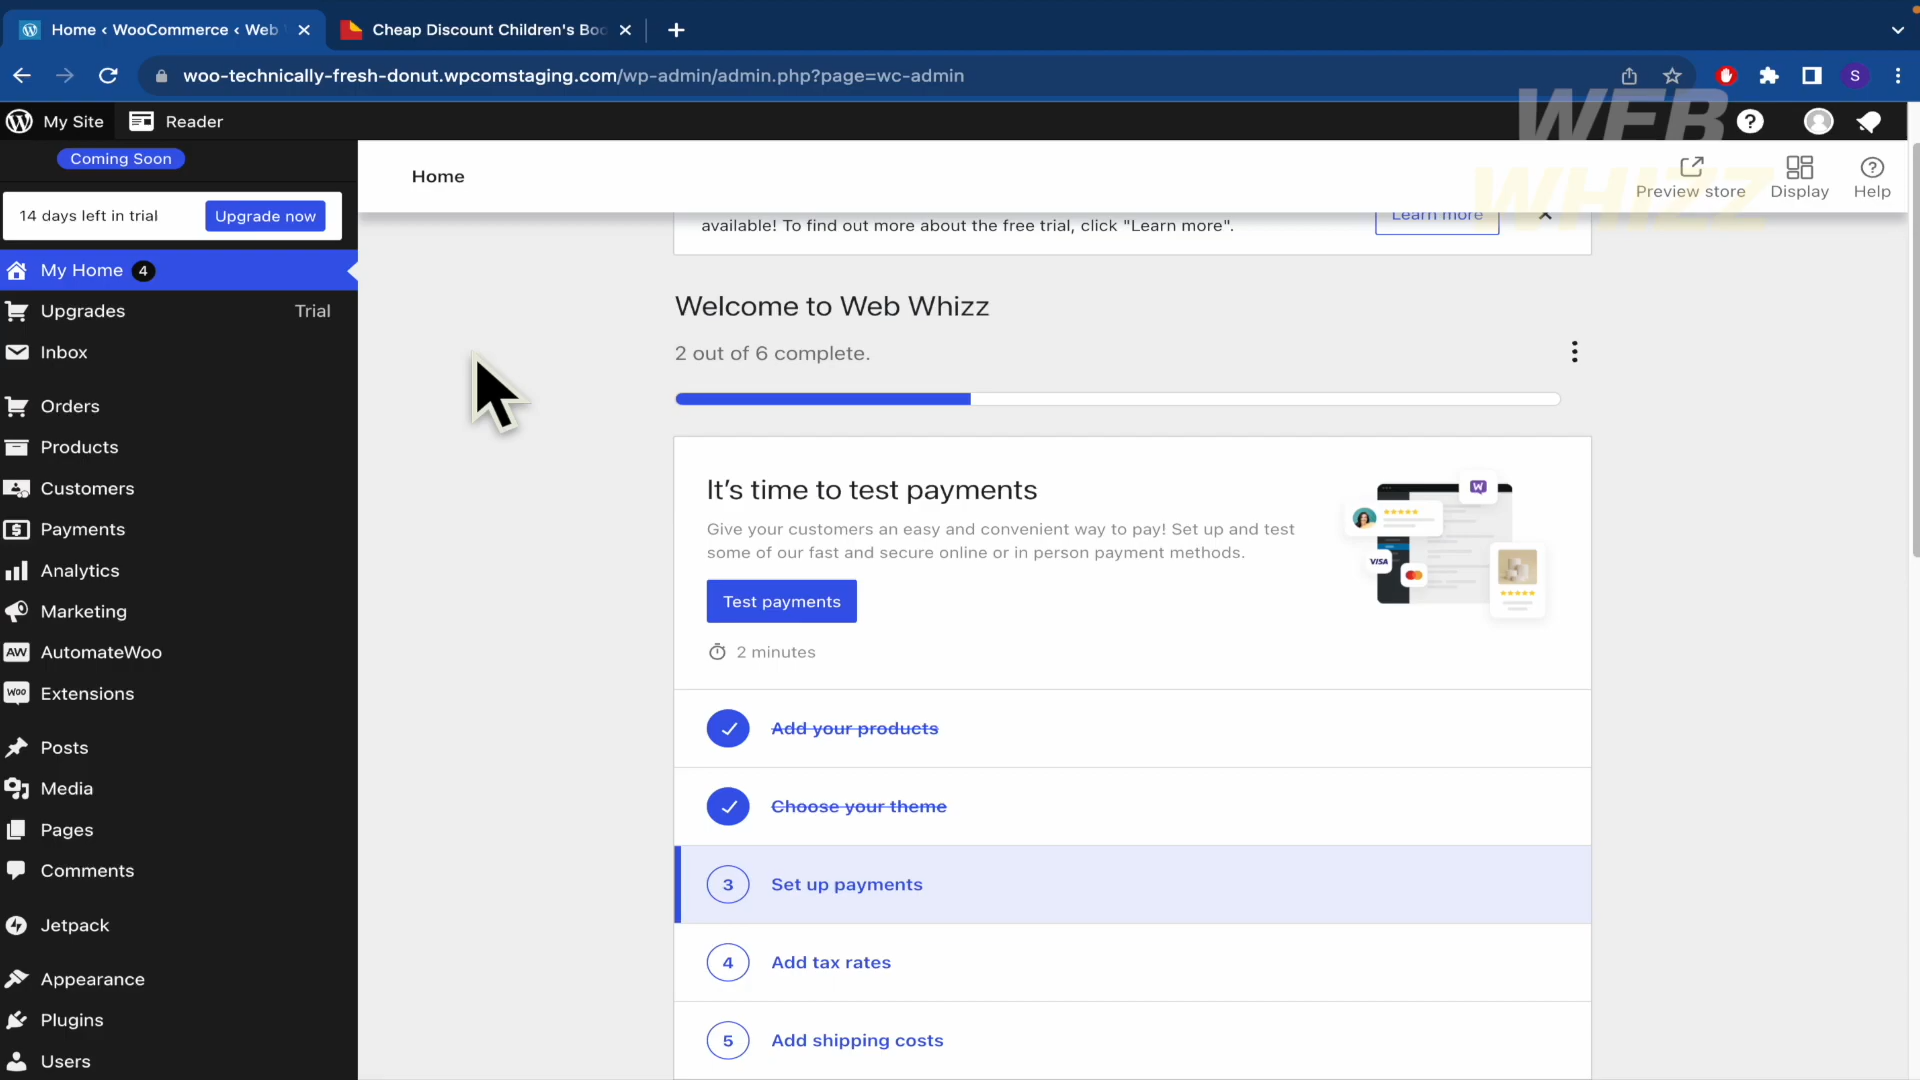 Home ‹ WooCommerce ‹ Web
Cheap Discount Children's Boo
woo-technically-fresh-donut.wpcomstaging.com/wp-admin/admin.php?page=wc-admin
S
My Site
Reader
WEB
WHIZZ
Coming Soon
14 days left in trial
Upgrade now
Home
Preview store
Display
Help
available! To find out more about the free trial, click "Learn more".
Learn more
My Home 4
Upgrades Trial
Inbox
Orders
Products
Customers
Payments
Analytics
Marketing
AW AutomateWoo
Woo Extensions
Posts
Media
Pages
Comments
Jetpack
Appearance
Plugins
Users
Welcome to Web Whizz
2 out of 6 complete.
It’s time to test payments
Give your customers an easy and convenient way to pay! Set up and test
some of our fast and secure online or in person payment methods.
Test payments
2 minutes
VISA
Add your products
Choose your theme
3 Set up payments
4 Add tax rates
5 Add shipping costs